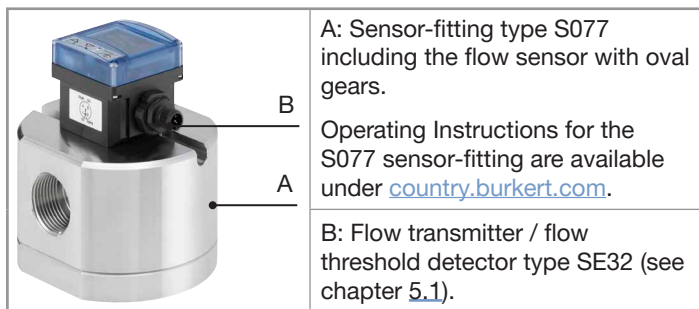 B
A
A: Sensor-fitting type S077
including the flow sensor with oval
gears.
Operating Instructions for the
S077 sensor-fitting are available
under country.burkert.com.
B: Flow transmitter / flow
threshold detector type SE32 (see
chapter 5.1).